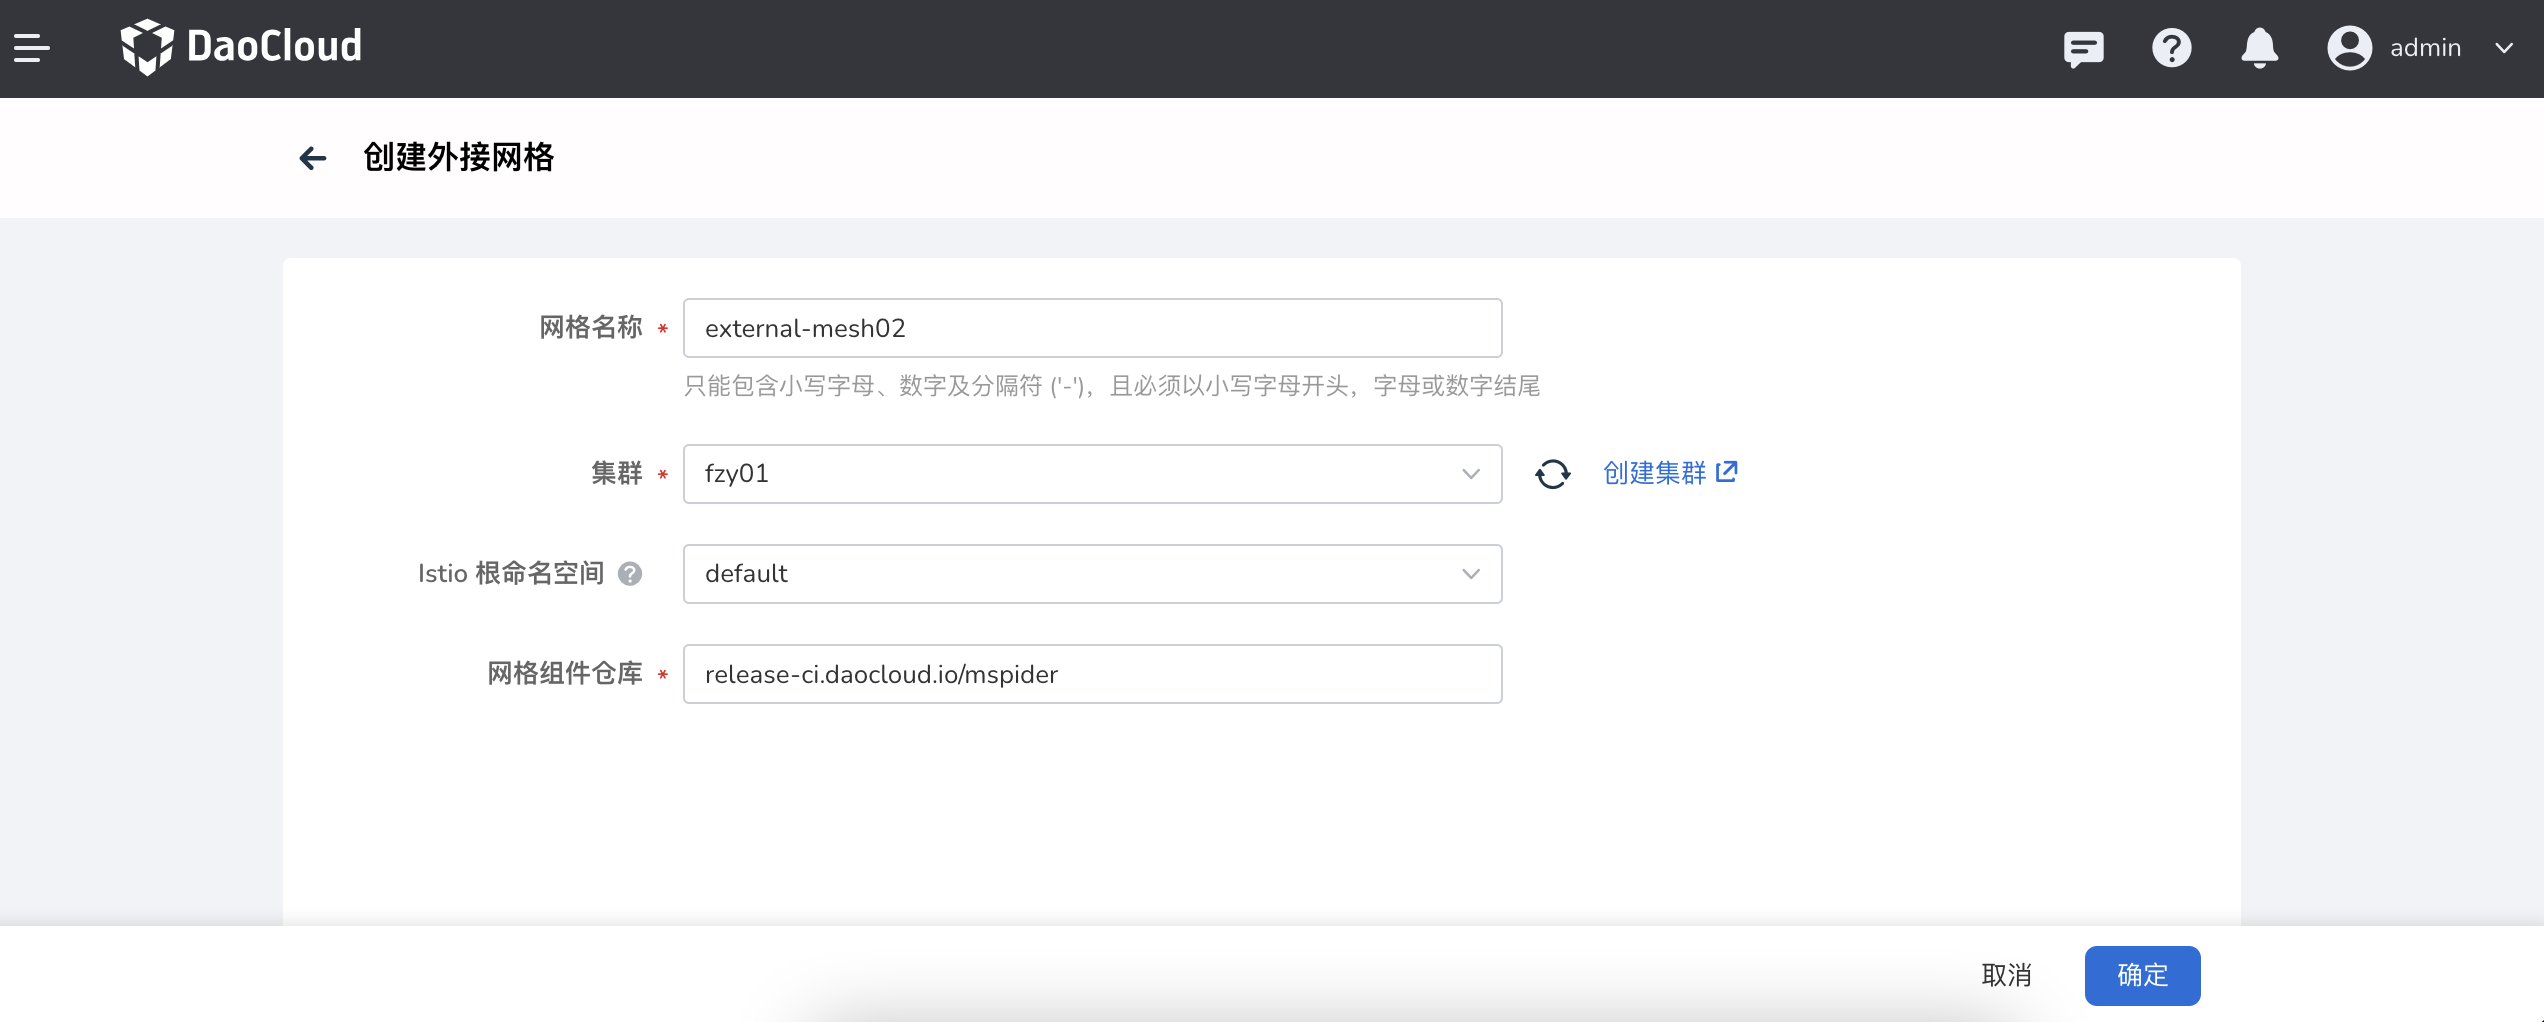 DaoCloud
admin
创建外接网格
网格名称 *
external-mesh02
只能包含小写字母、数字及分隔符 ('-')，且必须以小写字母开头，字母或数字结尾
集群 *
fzy01
创建集群
Istio 根命名空间
default
网格组件仓库 *
release-ci.daocloud.io/mspider
取消
确定